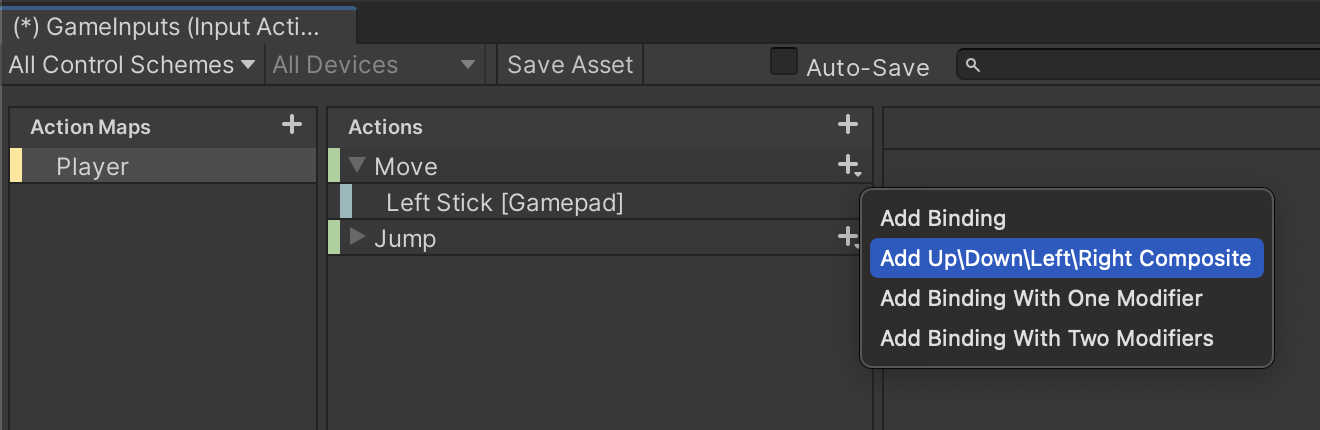 (*) GameInputs (Input Acti...
All Control Schemes All Devices Save Asset Auto-Save
Action Maps Actions
Player Move
Left Stick [Gamepad]
Jump
Add Binding
Add Up\Down\Left\Right Composite
Add Binding With One Modifier
Add Binding With Two Modifiers